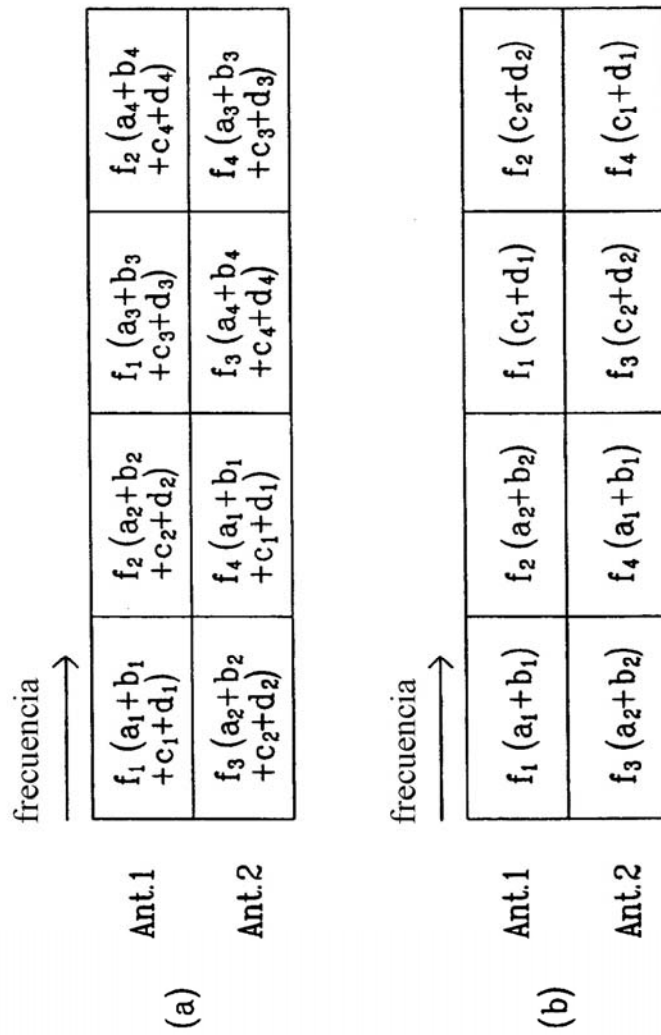 (a)
frecuencia
Ant.1
f₁ (a₁+b₁
+c₁+d₁)
f₂ (a₂+b₂
+c₂+d₂)
f₁ (a₃+b₃
+c₃+d₃)
f₂ (a₄+b₄
+c₄+d₄)
Ant.2
f₃ (a₂+b₂
+c₂+d₂)
f₄ (a₁+b₁
+c₁+d₁)
f₃ (a₄+b₄
+c₄+d₄)
f₄ (a₃+b₃
+c₃+d₃)
(b)
frecuencia
Ant.1
f₁ (a₁+b₁)
f₂ (a₂+b₂)
f₁ (c₁+d₁)
f₂ (c₂+d₂)
Ant.2
f₃ (a₂+b₂)
f₄ (a₁+b₁)
f₃ (c₂+d₂)
f₄ (c₁+d₁)